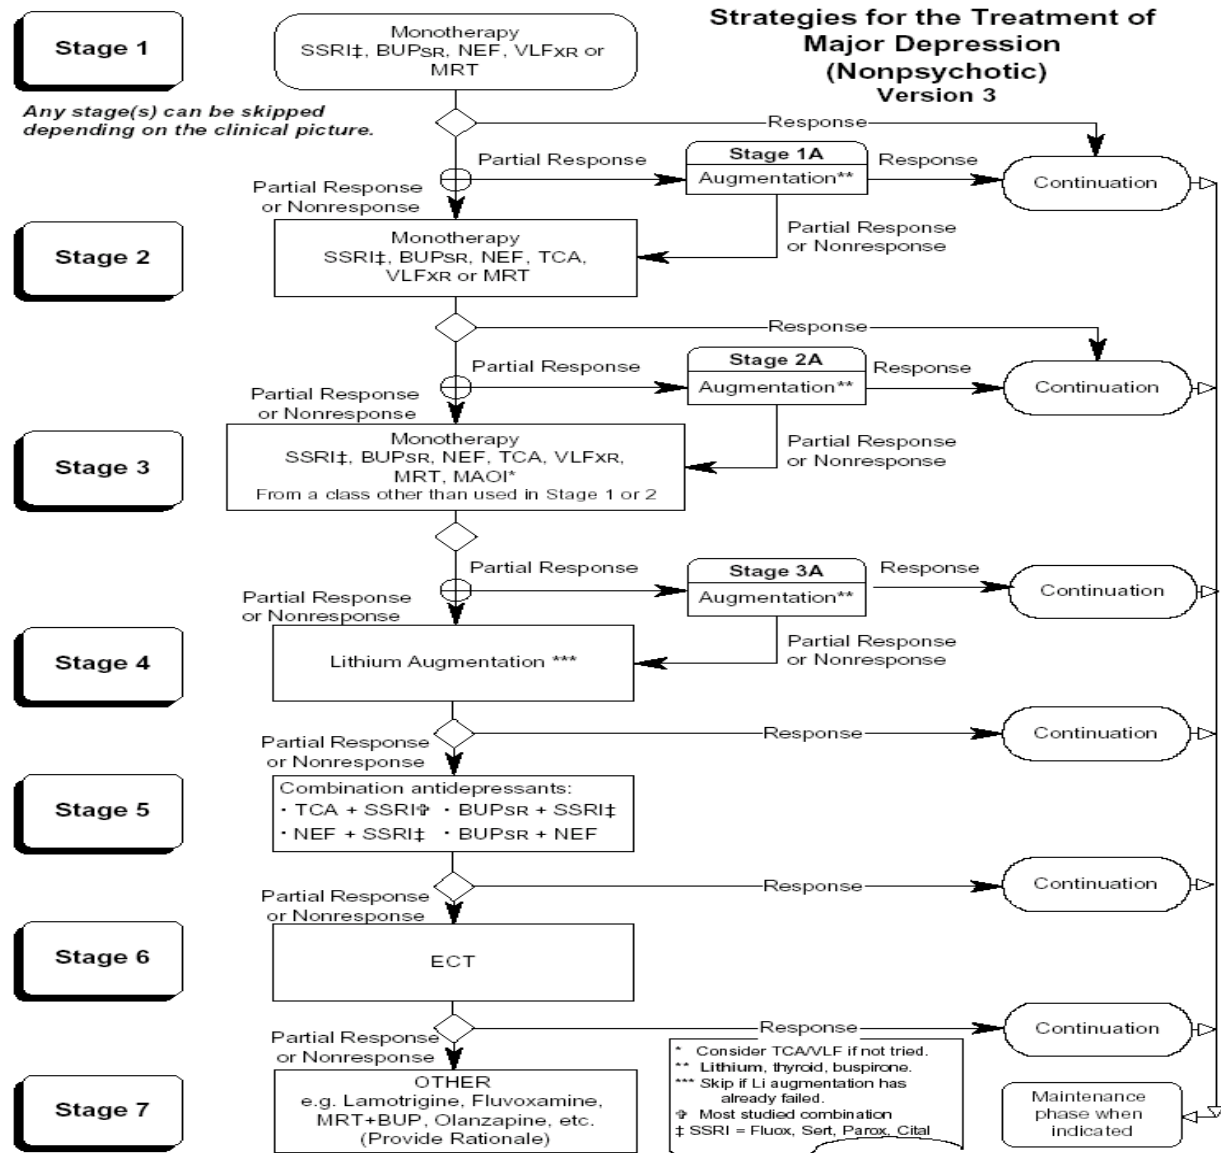 Strategies for the Treatment of
Major Depression
(Nonpsychotic)
Version 3
Stage 1
Monotherapy
SSRI‡, BUPSR, NEF, VLFXR or
MRT
Any stage(s) can be skipped
depending on the clinical picture.
Response
Partial Response
Stage 1A
Augmentation**
Response
Continuation
Partial Response
or Nonresponse
Partial Response
or Nonresponse
Stage 2
Monotherapy
SSRI‡, BUPSR, NEF, TCA,
VLFXR or MRT
Response
Partial Response
Stage 2A
Augmentation**
Response
Continuation
Partial Response
or Nonresponse
Partial Response
or Nonresponse
Stage 3
Monotherapy
SSRI‡, BUPSR, NEF, TCA, VLFXR,
MRT, MAOI*
From a class other than used in Stage 1 or 2
Partial Response
Stage 3A
Augmentation**
Response
Continuation
Partial Response
or Nonresponse
Partial Response
or Nonresponse
Stage 4
Lithium Augmentation ***
Response
Continuation
Partial Response
or Nonresponse
Stage 5
Combination antidepressants:
· TCA + SSRI✞ · BUPSR + SSRI‡
· NEF + SSRI‡ · BUPSR + NEF
Response
Continuation
Partial Response
or Nonresponse
Stage 6
ECT
Response
Continuation
Partial Response
or Nonresponse
Stage 7
OTHER
e.g. Lamotrigine, Fluvoxamine,
MRT+BUP, Olanzapine, etc.
(Provide Rationale)
* Consider TCA/VLF if not tried.
** Lithium, thyroid, buspirone.
*** Skip if Li augmentation has
already failed.
✞ Most studied combination
‡ SSRI = Fluox, Sert, Parox, Cital
Maintenance
phase when
indicated